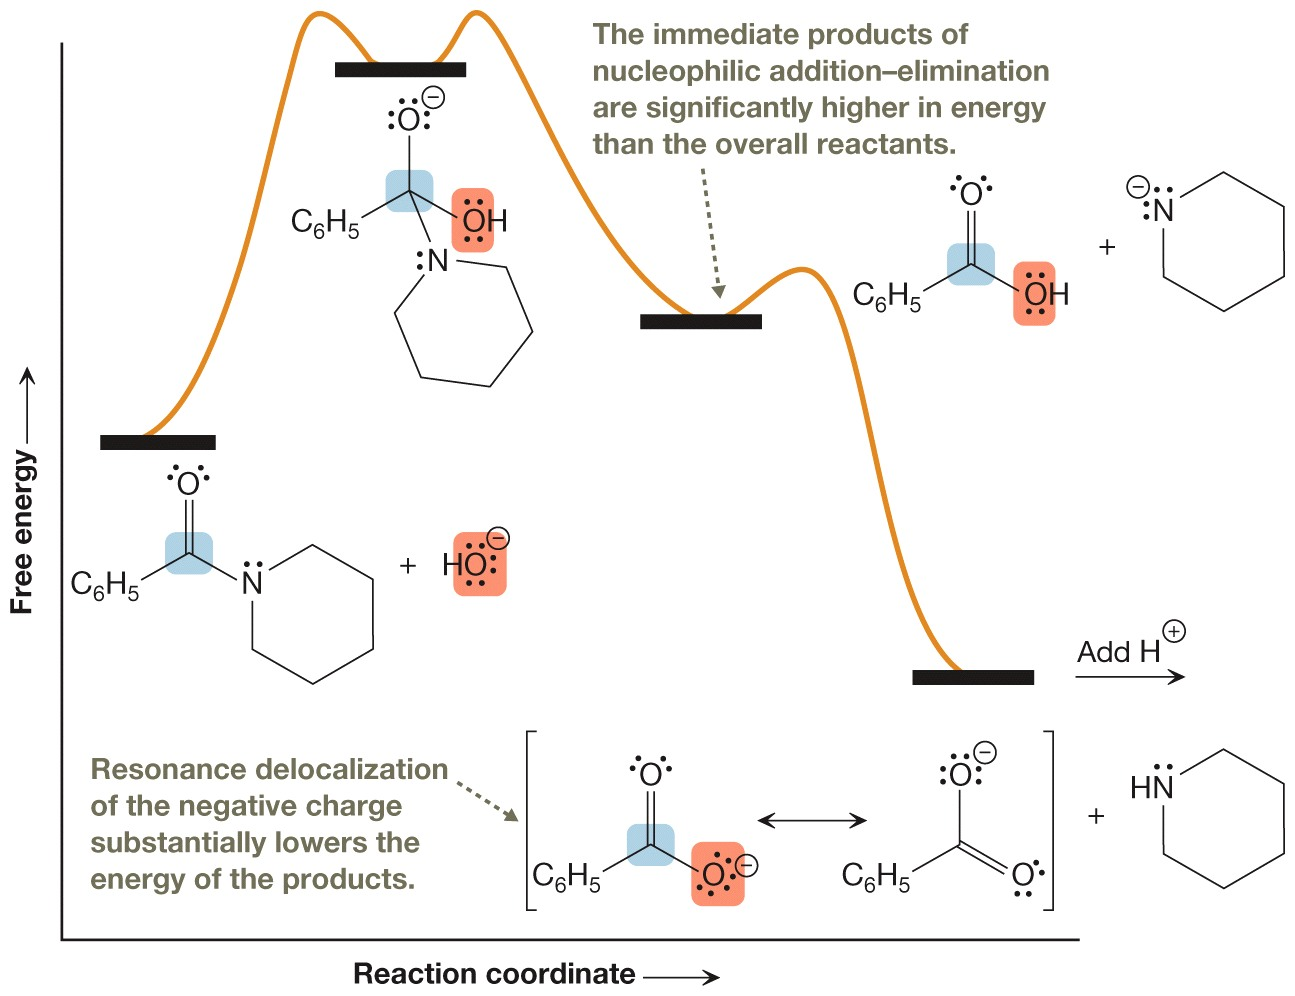 The immediate products of
nucleophilic addition–elimination
are significantly higher in energy
than the overall reactants.
O ⊖
C₆H₅ OH
N
O
C₆H₅ OH + ⊖ N
Free energy
O
C₆H₅ N + HO ⊖
Add H ⊕
Resonance delocalization
of the negative charge
substantially lowers the
energy of the products.
O
C₆H₅ O ⊖
O ⊖
C₆H₅ O
+ HN
Reaction coordinate